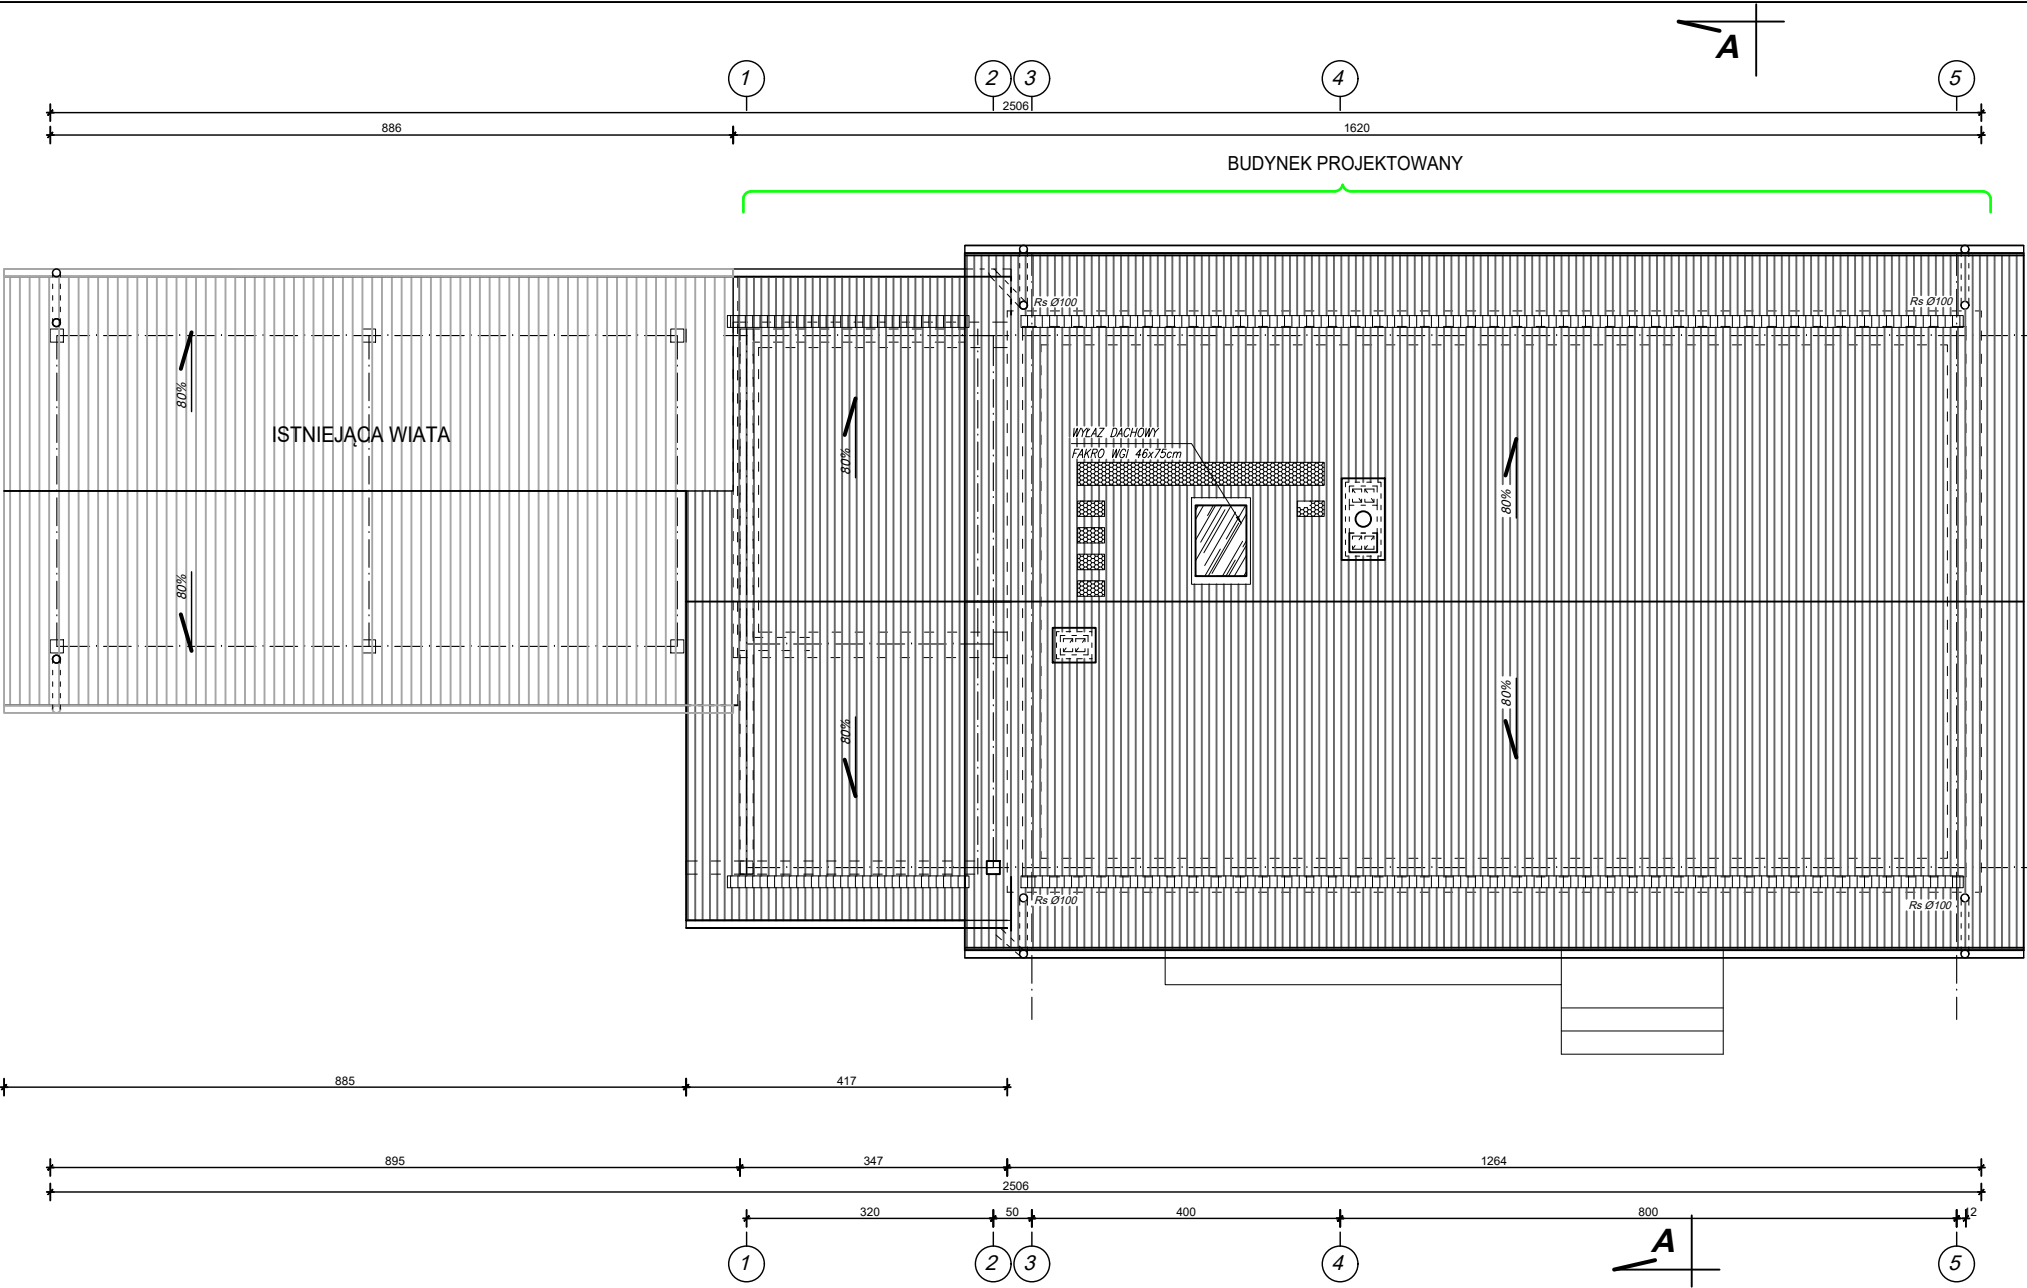 A
1 2 3 4 5
2506
886 1620
BUDYNEK PROJEKTOWANY
Rs Ø100 Rs Ø100
80%
ISTNIEJĄCA WIATA
80%
WYŁAZ DACHOWY
FAKRO WGI 46x75cm
80%
80%
80%
80%
Rs Ø100 Rs Ø100
885 417
895 347 1264
2506
320 50 400 800 12
A
1 2 3 4 5